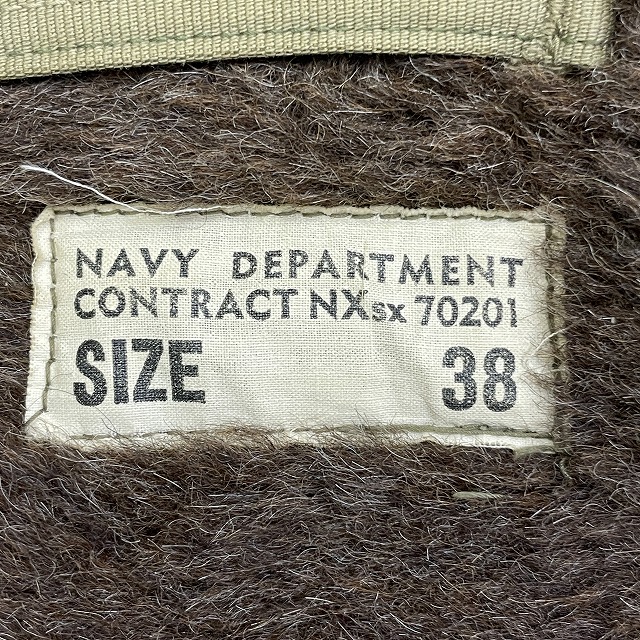 NAVY DEPARTMENT
CONTRACT NXsx 70201
SIZE 38